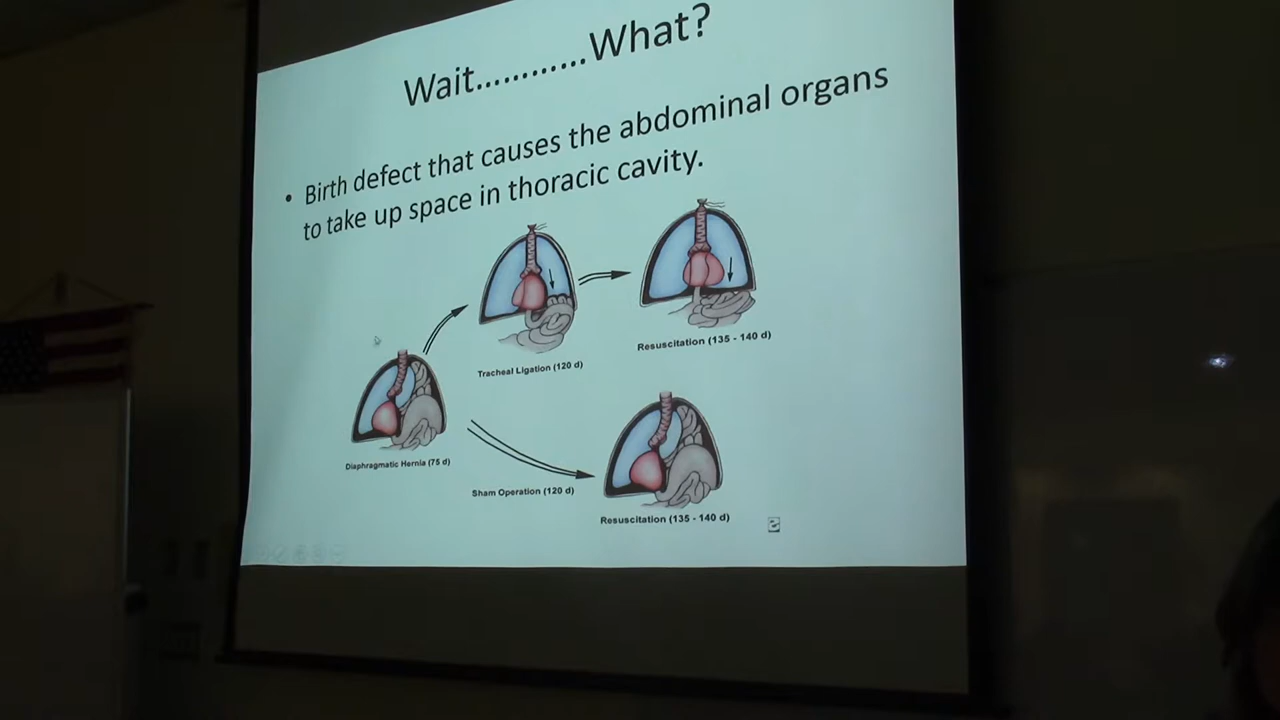 Wait............What?
• Birth defect that causes the abdominal organs
to take up space in thoracic cavity.
Resuscitation (135 - 140 d)
Tracheal Ligation (120 d)
Diaphragmatic Hernia (75 d)
Sham Operation (120 d)
Resuscitation (135 - 140 d)